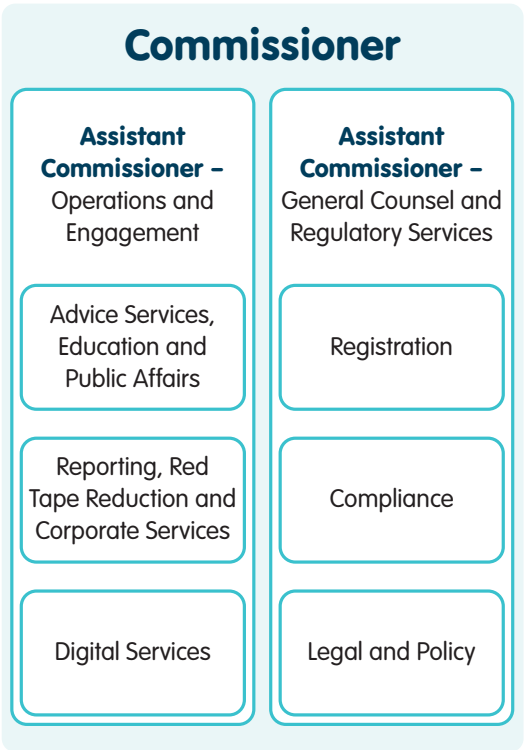 Commissioner
Assistant
Commissioner –
Operations and
Engagement
Advice Services,
Education and
Public Affairs
Reporting, Red
Tape Reduction and
Corporate Services
Digital Services
Assistant
Commissioner –
General Counsel and
Regulatory Services
Registration
Compliance
Legal and Policy